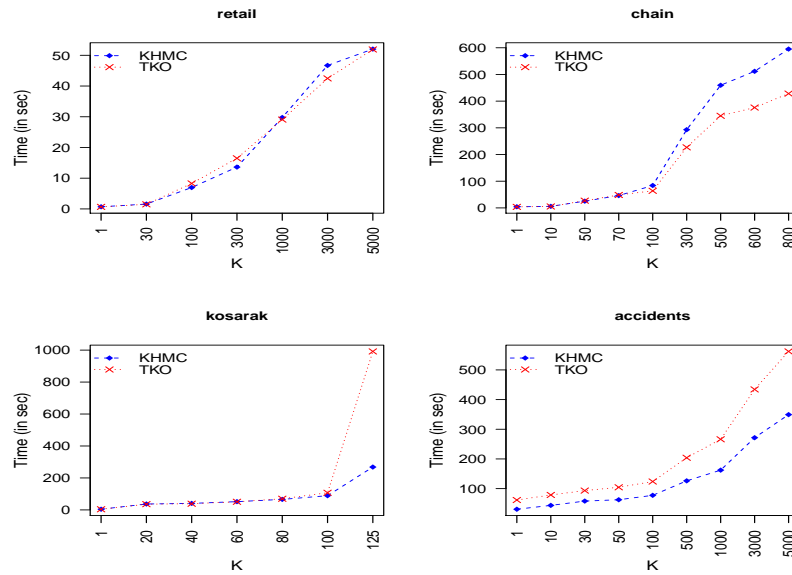 retail
Time (in sec)
50
40
30
20
10
0
KHMC
TKO
1 30 100 300 1000 3000 5000
K
chain
Time (in sec)
600
500
400
300
200
100
0
KHMC
TKO
1 10 50 70 100 300 500 600 800
K
kosarak
Time (in sec)
1000
800
600
400
200
0
KHMC
TKO
1 20 40 60 80 100 125
K
accidents
Time (in sec)
500
400
300
200
100
KHMC
TKO
1 10 30 50 100 500 1000 3000 5000
K